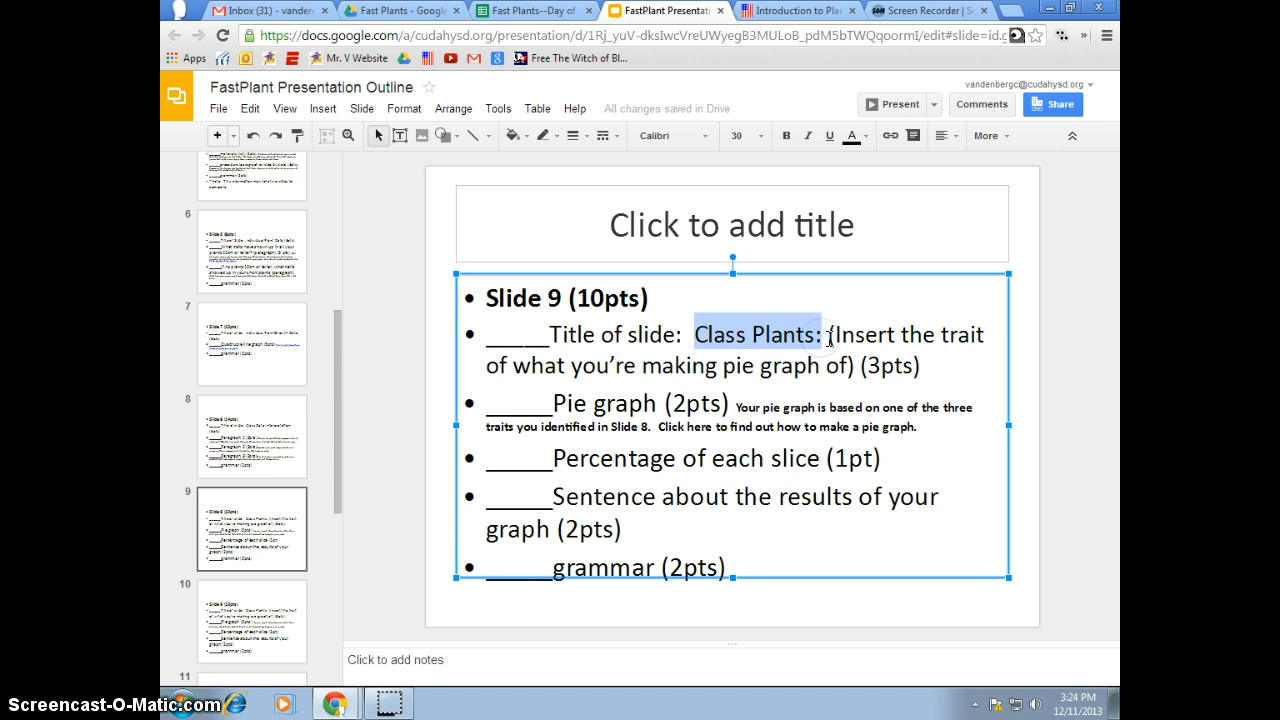 Inbox (31) - vanden
Fast Plants - Google
Fast Plants--Day of
FastPlant Presentati
Introduction to Plar
Screen Recorder | S
https://docs.google.com/a/cudahysd.org/presentation/d/1Rj_yuV-dksIwcVreUWyegB3MULoB_pdM5bTWQqoormI/edit#slide=id.g
Apps
Mr. V Website
Free The Witch of Bl...
FastPlant Presentation Outline
vandenbergc@cudahysd.org
File Edit View Insert Slide Format Arrange Tools Table Help All changes saved in Drive
Present
Comments
Share
Calibri
30
B I U A
More
6
7
8
9
10
11
Click to add title
• Slide 9 (10pts)
• _____Title of slide: Class Plants: (Insert the trait
of what you're making pie graph of) (3pts)
• _____Pie graph (2pts) Your pie graph is based on one of the three
traits you identified in Slide 8. Click here to find out how to make a pie graph.
• _____Percentage of each slice (1pt)
• _____Sentence about the results of your
graph (2pts)
• _____grammar (2pts)
Click to add notes
Screencast-O-Matic.com
3:24 PM
12/11/2013